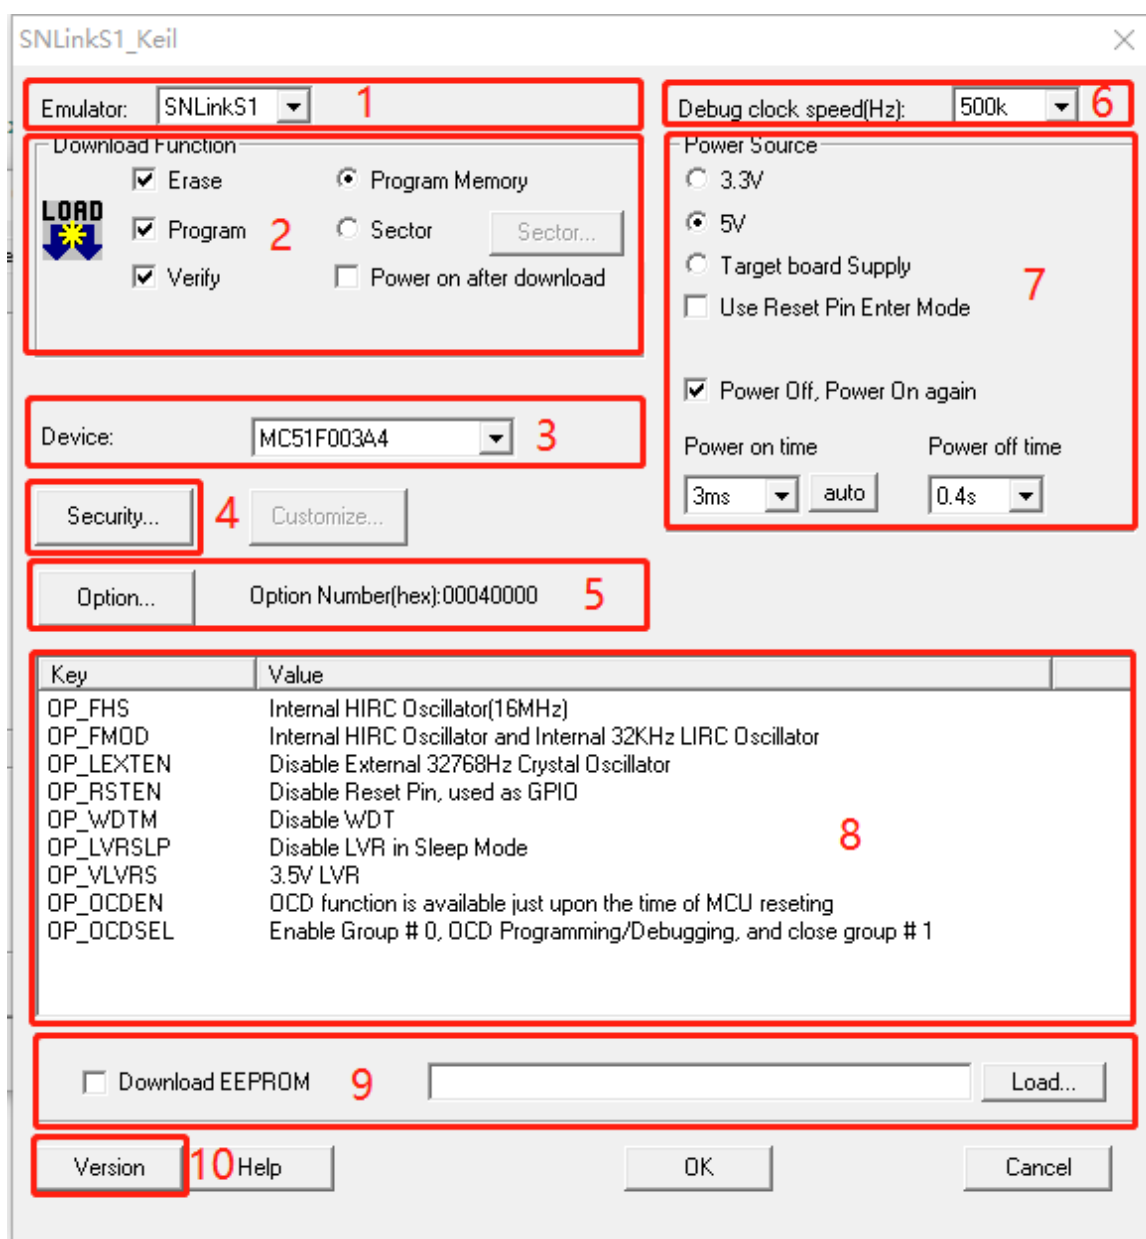 SNLinkS1_Keil
Emulator: SNLinkS1 1
Debug clock speed(Hz): 500k 6
Download Function
Erase Program Memory
LOAD
Program 2 Sector Sector...
Verify Power on after download
Power Source
3.3V
5V
Target board Supply 7
Use Reset Pin Enter Mode
Power Off, Power On again
Power on time Power off time
3ms auto 0.4s
Device: MC51F003A4 3
Security... 4 Customize...
Option... Option Number(hex):00040000 5
Key Value
OP_FHS Internal HIRC Oscillator(16MHz)
OP_FMOD Internal HIRC Oscillator and Internal 32KHz LIRC Oscillator
OP_LEXTEN Disable External 32768Hz Crystal Oscillator
OP_RSTEN Disable Reset Pin, used as GPIO
OP_WDTM Disable WDT
OP_LVRSLP Disable LVR in Sleep Mode
8
OP_VLVRS 3.5V LVR
OP_OCDEN OCD function is available just upon the time of MCU reseting
OP_OCDSEL Enable Group # 0, OCD Programming/Debugging, and close group # 1
Download EEPROM 9 Load...
Version 10 Help OK Cancel